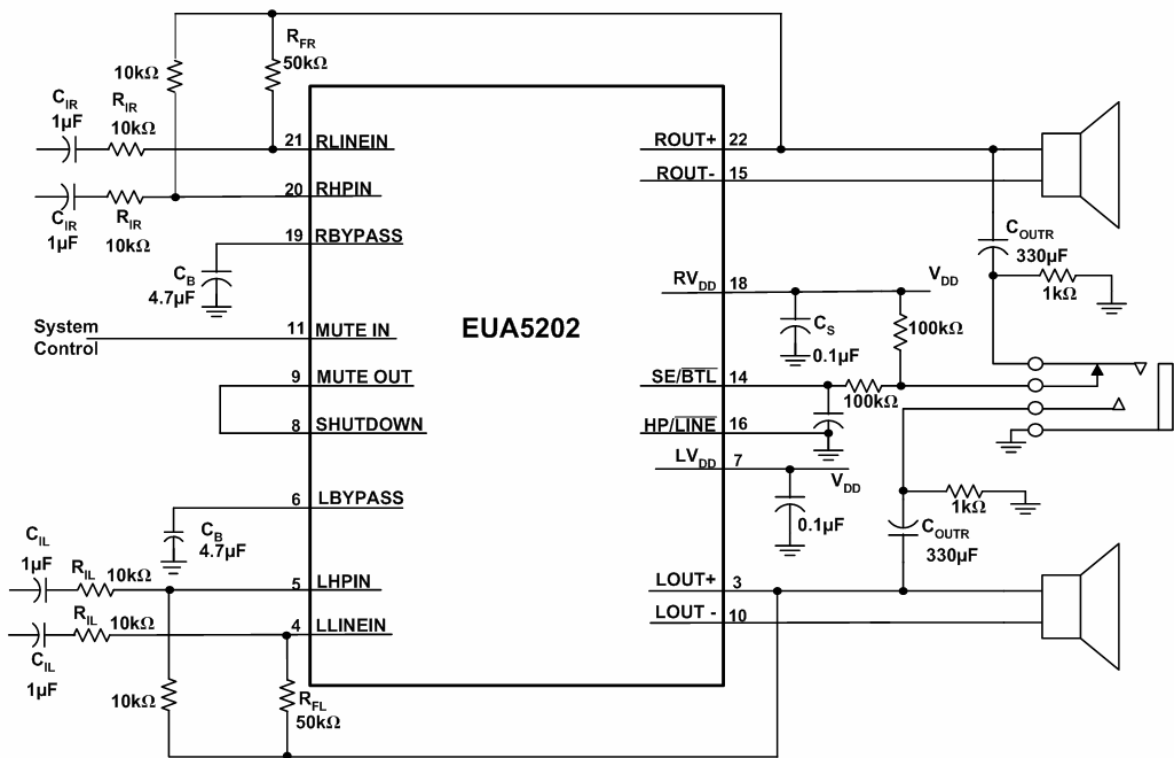 R_FR
50kΩ
10kΩ
C_IR
1µF
R_IR
10kΩ
21 RLINEIN
20 RHPIN
C_IR
1µF
R_IR
10kΩ
19 RBYPASS
C_B
4.7µF
System
Control
11 MUTE IN
9 MUTE OUT
8 SHUTDOWN
6 LBYPASS
C_B
4.7µF
C_IL
1µF
R_IL 10kΩ
5 LHPIN
R_IL 10kΩ
4 LLINEIN
C_IL
1µF
10kΩ
R_FL
50kΩ
EUA5202
ROUT+ 22
ROUT- 15
C_OUTR
330µF
1kΩ
RV_DD 18
V_DD
C_S
0.1µF
100kΩ
SE/BTL 14
100kΩ
HP/LINE 16
LV_DD 7
V_DD
0.1µF
1kΩ
C_OUTR
330µF
LOUT+ 3
LOUT - 10